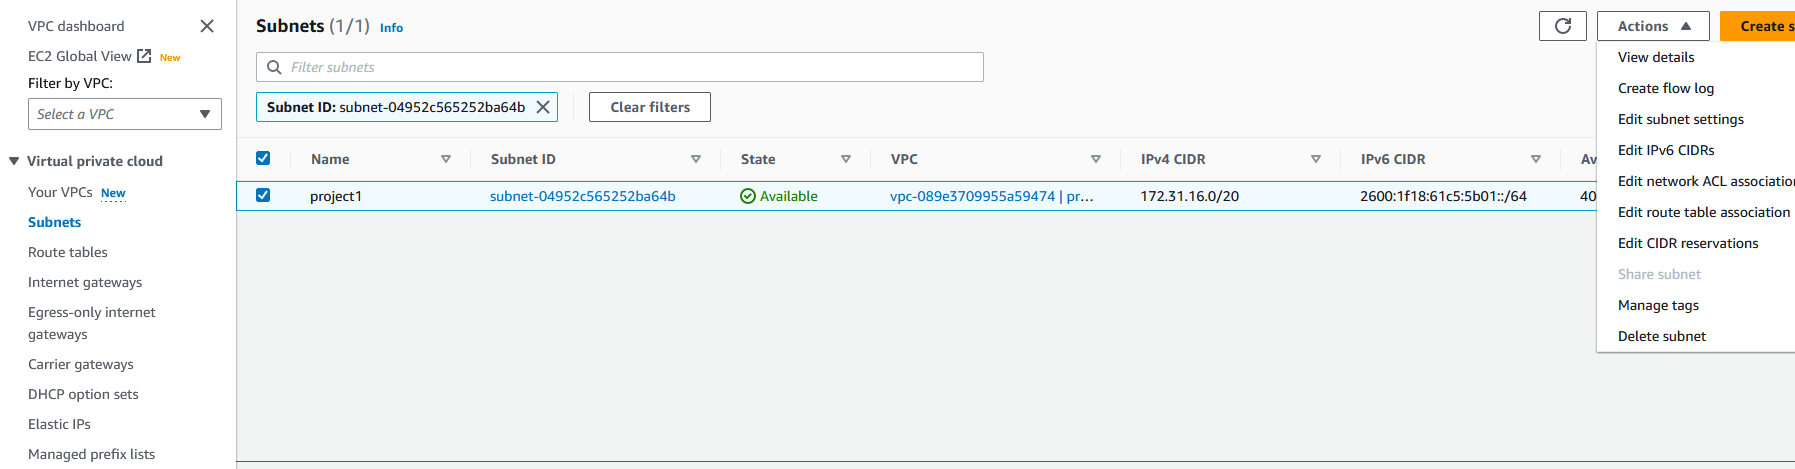 VPC dashboard
EC2 Global View New
Filter by VPC:
Select a VPC
Virtual private cloud
Your VPCs New
Subnets
Route tables
Internet gateways
Egress-only internet
gateways
Carrier gateways
DHCP option sets
Elastic IPs
Managed prefix lists
Subnets (1/1) Info
Filter subnets
Subnet ID: subnet-04952c565252ba64b
Clear filters
Actions
Create s
Name Subnet ID State VPC IPv4 CIDR IPv6 CIDR Av
project1 subnet-04952c565252ba64b Available vpc-089e3709955a59474 | pr... 172.31.16.0/20 2600:1f18:61c5:5b01::/64 40
View details
Create flow log
Edit subnet settings
Edit IPv6 CIDRs
Edit network ACL association
Edit route table association
Edit CIDR reservations
Share subnet
Manage tags
Delete subnet